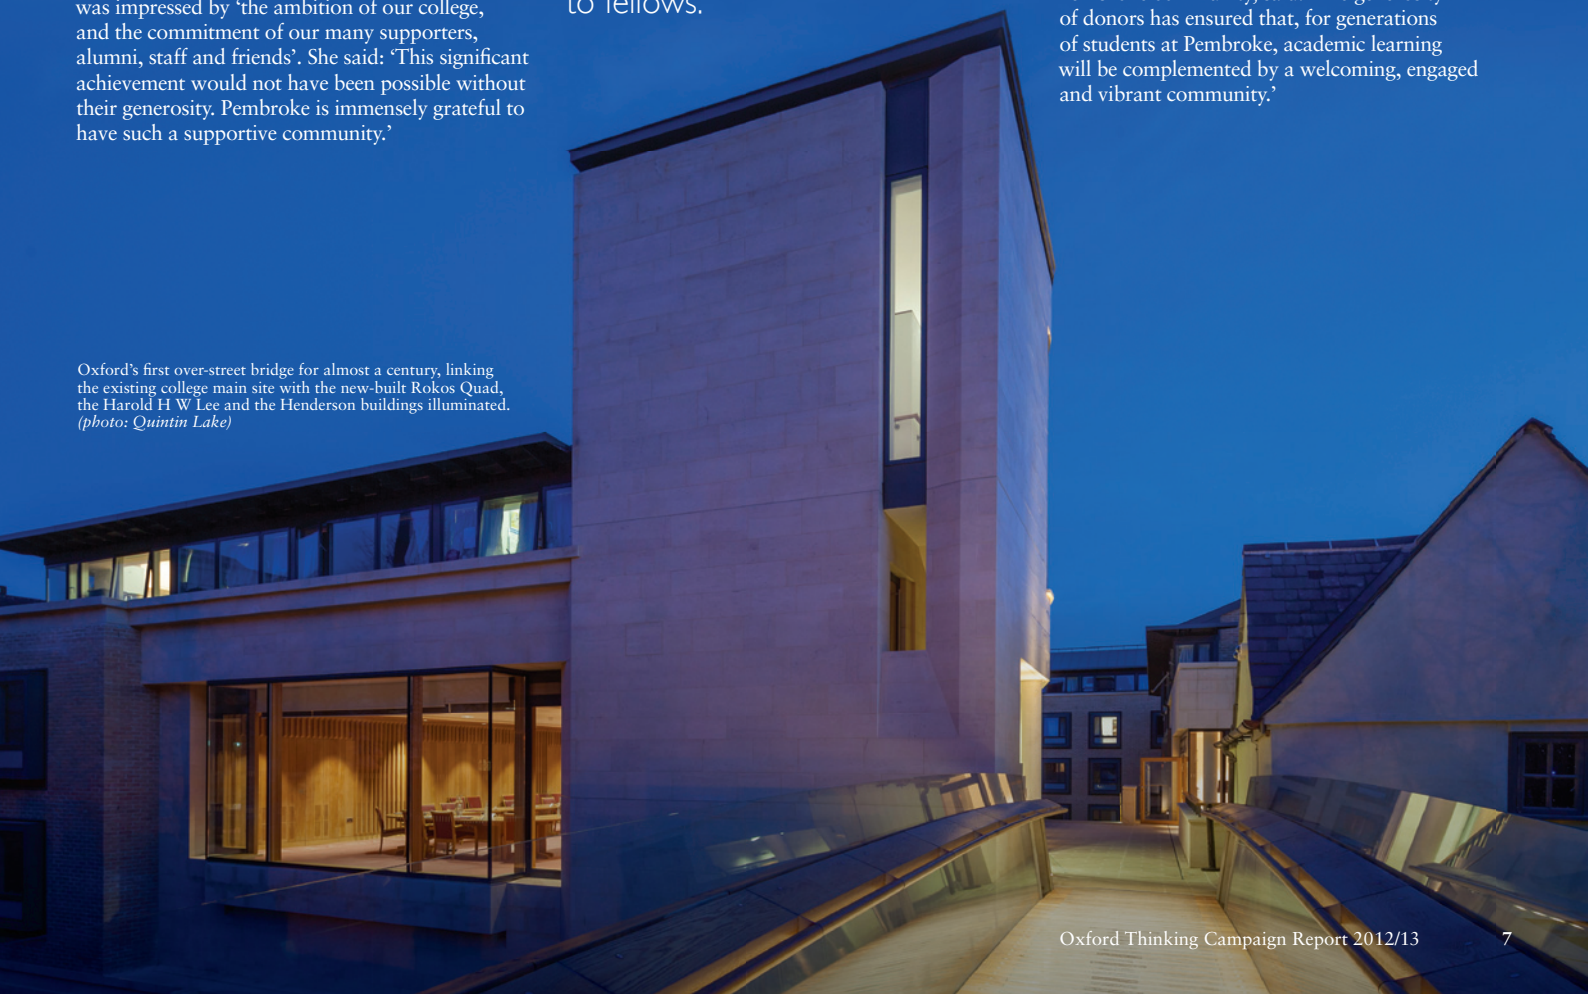 was impressed by ‘the ambition of our college,
and the commitment of our many supporters,
alumni, staff and friends’. She said: ‘This significant
achievement would not have been possible without
their generosity. Pembroke is immensely grateful to
have such a supportive community.’
to fellows.
of donors has ensured that, for generations
of students at Pembroke, academic learning
will be complemented by a welcoming, engaged
and vibrant community.’
Oxford’s first over-street bridge for almost a century, linking
the existing college main site with the new-built Rokos Quad,
the Harold H W Lee and the Henderson buildings illuminated.
(photo: Quintin Lake)
Oxford Thinking Campaign Report 2012/13 7